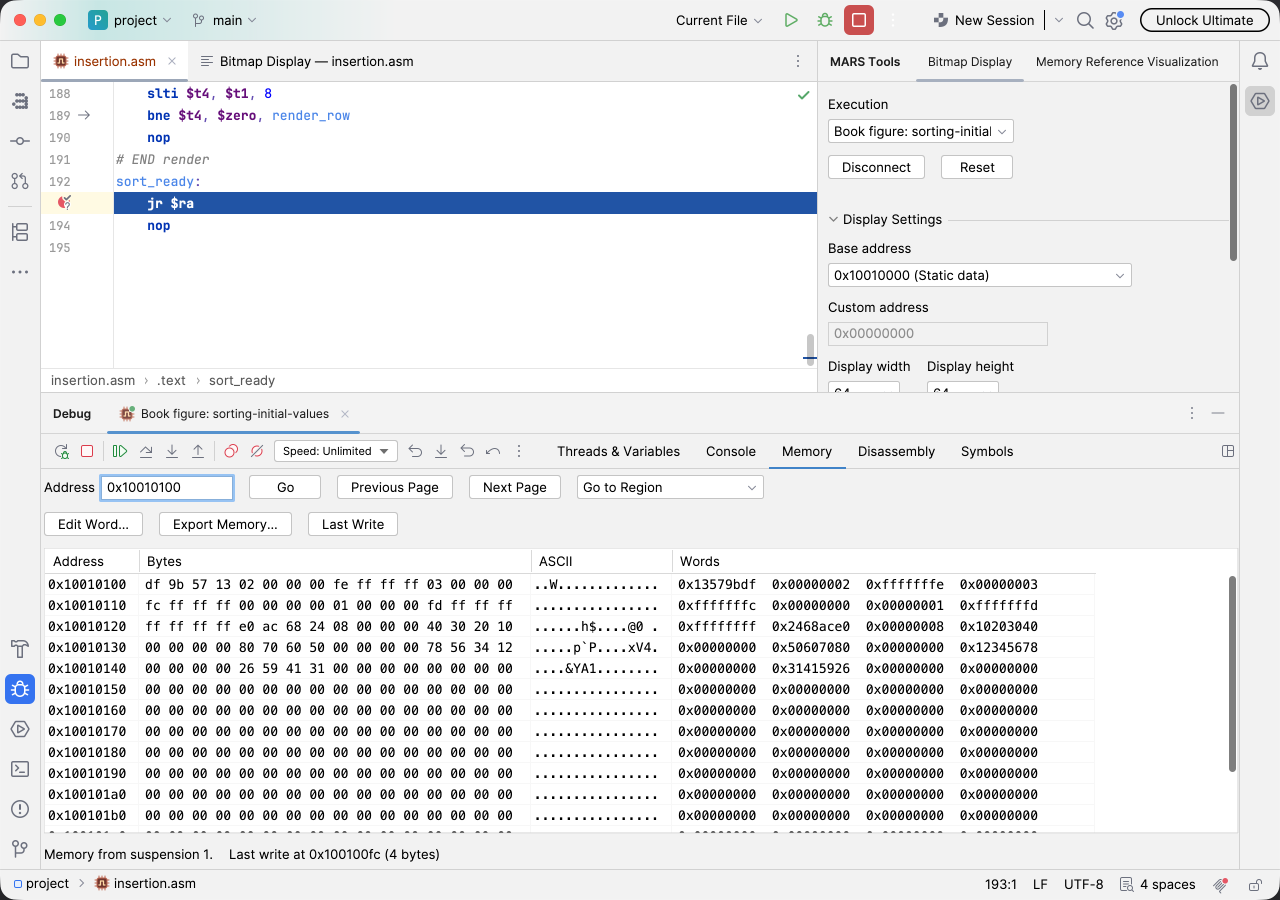 P project main Current File New Session Unlock Ultimate
insertion.asm Bitmap Display — insertion.asm MARS Tools Bitmap Display Memory Reference Visualization
188 slti $t4, $t1, 8
189 bne $t4, $zero, render_row
190 nop
191 # END render
192 sort_ready:
jr $ra
194 nop
195
insertion.asm › .text › sort_ready
Execution
Book figure: sorting-initial
Disconnect Reset
Display Settings
Base address
0x10010000 (Static data)
Custom address
0x00000000
Display width Display height
64 64
Debug Book figure: sorting-initial-values
Speed: Unlimited Threads & Variables Console Memory Disassembly Symbols
Address 0x10010100 Go Previous Page Next Page Go to Region
Edit Word... Export Memory... Last Write
Address Bytes ASCII Words
0x10010100 df 9b 57 13 02 00 00 00 fe ff ff ff 03 00 00 00 ..W............. 0x13579bdf 0x00000002 0xfffffffe 0x00000003
0x10010110 fc ff ff ff 00 00 00 00 01 00 00 00 fd ff ff ff ................ 0xfffffffc 0x00000000 0x00000001 0xfffffffd
0x10010120 ff ff ff ff e0 ac 68 24 08 00 00 00 40 30 20 10 ......h$....@0 . 0xffffffff 0x2468ace0 0x00000008 0x10203040
0x10010130 00 00 00 00 80 70 60 50 00 00 00 00 78 56 34 12 .....p`P....xV4. 0x00000000 0x50607080 0x00000000 0x12345678
0x10010140 00 00 00 00 26 59 41 31 00 00 00 00 00 00 00 00 ....&YA1........ 0x00000000 0x31415926 0x00000000 0x00000000
0x10010150 00 00 00 00 00 00 00 00 00 00 00 00 00 00 00 00 ................ 0x00000000 0x00000000 0x00000000 0x00000000
0x10010160 00 00 00 00 00 00 00 00 00 00 00 00 00 00 00 00 ................ 0x00000000 0x00000000 0x00000000 0x00000000
0x10010170 00 00 00 00 00 00 00 00 00 00 00 00 00 00 00 00 ................ 0x00000000 0x00000000 0x00000000 0x00000000
0x10010180 00 00 00 00 00 00 00 00 00 00 00 00 00 00 00 00 ................ 0x00000000 0x00000000 0x00000000 0x00000000
0x10010190 00 00 00 00 00 00 00 00 00 00 00 00 00 00 00 00 ................ 0x00000000 0x00000000 0x00000000 0x00000000
0x100101a0 00 00 00 00 00 00 00 00 00 00 00 00 00 00 00 00 ................ 0x00000000 0x00000000 0x00000000 0x00000000
0x100101b0 00 00 00 00 00 00 00 00 00 00 00 00 00 00 00 00 ................ 0x00000000 0x00000000 0x00000000 0x00000000
Memory from suspension 1. Last write at 0x100100fc (4 bytes)
project › insertion.asm 193:1 LF UTF-8 4 spaces